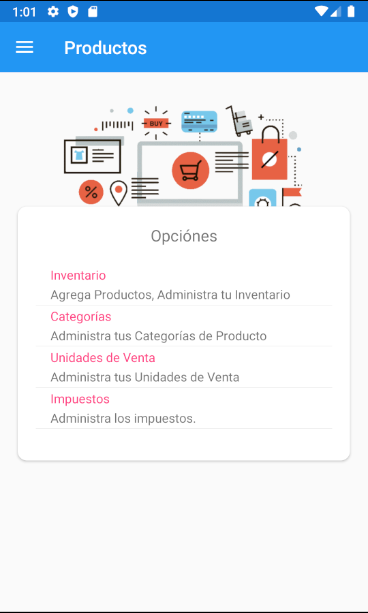 1:01
Productos
BUY
%
Opciónes
Inventario
Agrega Productos, Administra tu Inventario
Categorias
Administra tus Categorías de Producto
Unidades de Venta
Administra tus Unidades de Venta
Impuestos
Administra los impuestos.